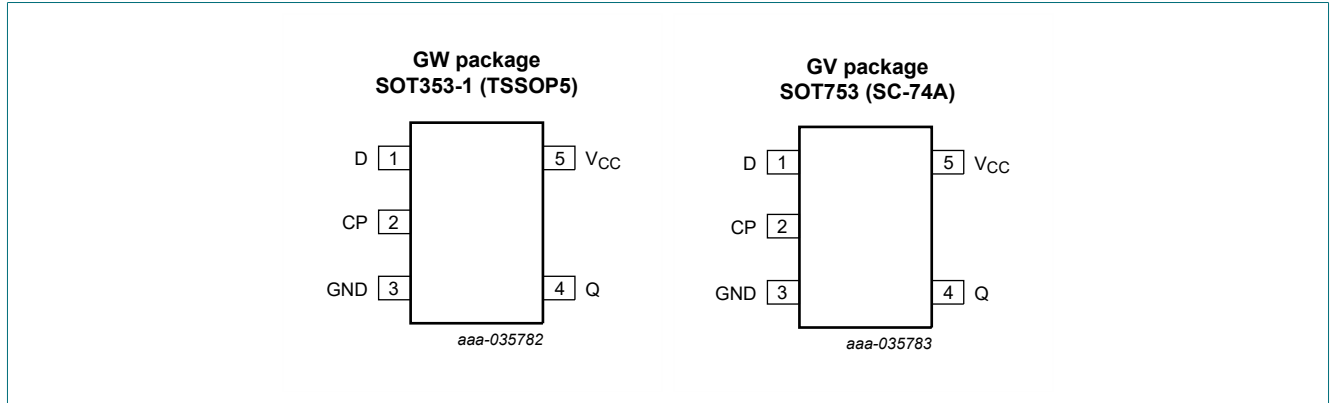 GW package
SOT353-1 (TSSOP5)
D 1
5 VCC
CP 2
GND 3
4 Q
aaa-035782
GV package
SOT753 (SC-74A)
D 1
5 VCC
CP 2
GND 3
4 Q
aaa-035783